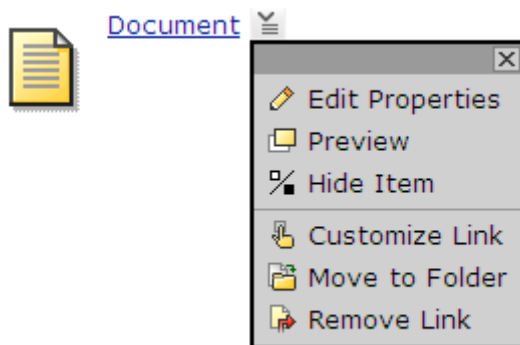 Document
Edit Properties
Preview
Hide Item
Customize Link
Move to Folder
Remove Link